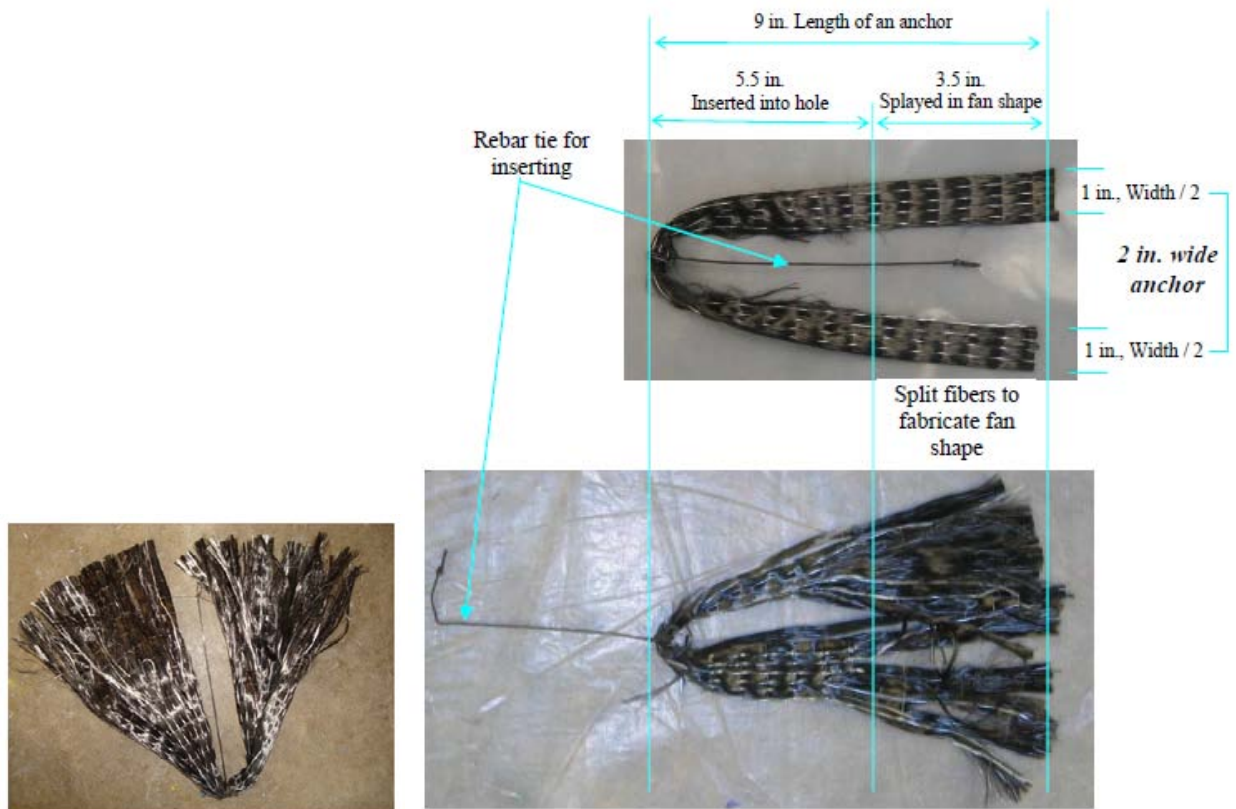 9 in. Length of an anchor
5.5 in.
Inserted into hole
3.5 in.
Splayed in fan shape
Rebar tie for
inserting
1 in., Width / 2
2 in. wide
anchor
1 in., Width / 2
Split fibers to
fabricate fan
shape